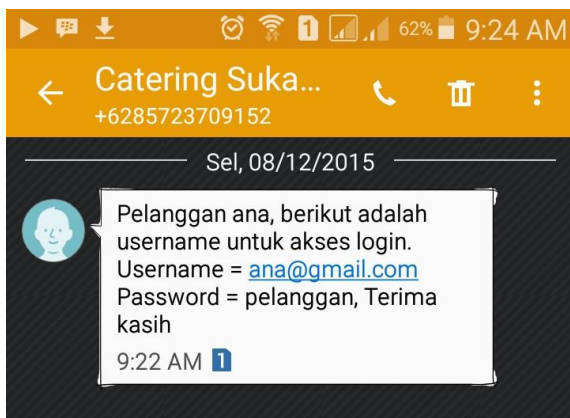 62% 9:24 AM
Catering Suka...
+6285723709152
Sel, 08/12/2015
Pelanggan ana, berikut adalah
username untuk akses login.
Username = ana@gmail.com
Password = pelanggan, Terima
kasih
9:22 AM 1